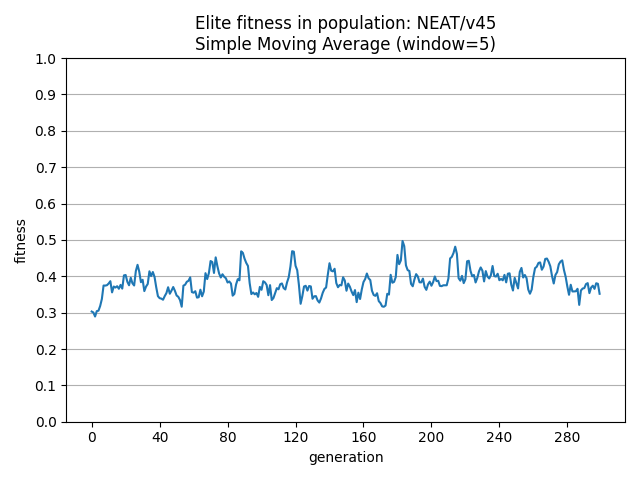 Elite fitness in population: NEAT/v45
Simple Moving Average (window=5)
1.0
0.9
0.8
0.7
0.6
0.5
0.4
0.3
0.2
0.1
0.0
fitness
0 40 80 120 160 200 240 280
generation